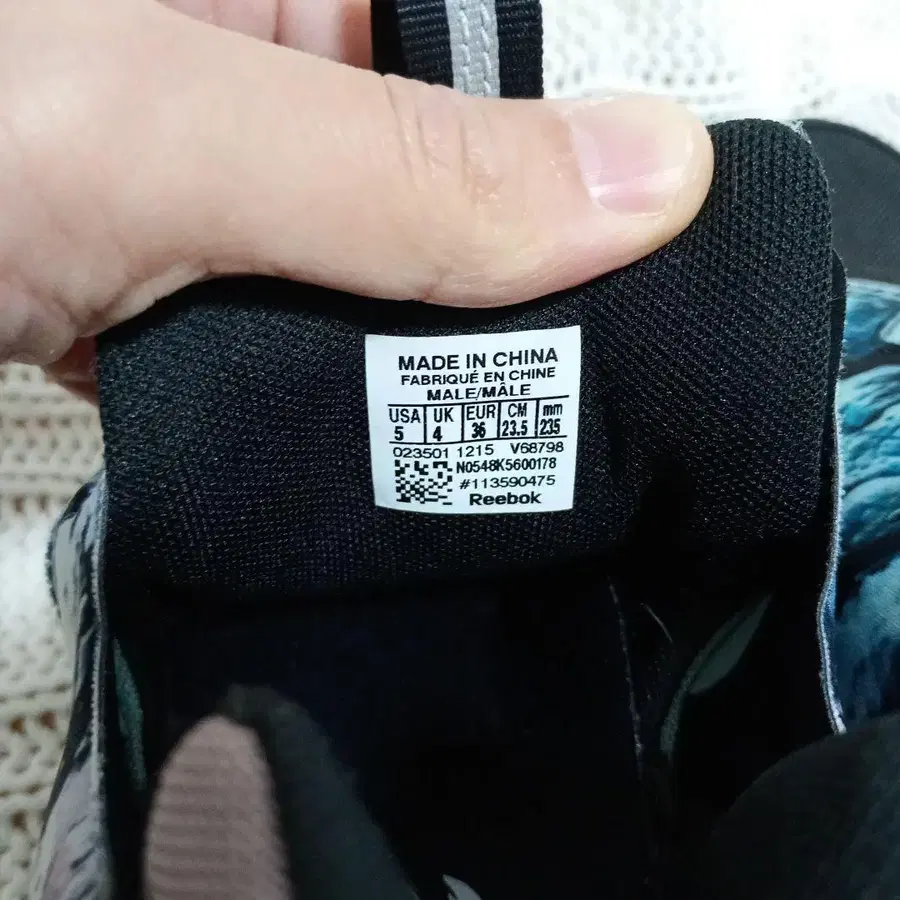 MADE IN CHINA
FABRIQUÉ EN CHINE
MALE/MÂLE
USA UK EUR CM mm
5 4 36 23.5 235
023501 1215 V68798
N0548K5600178
#113590475
Reebok